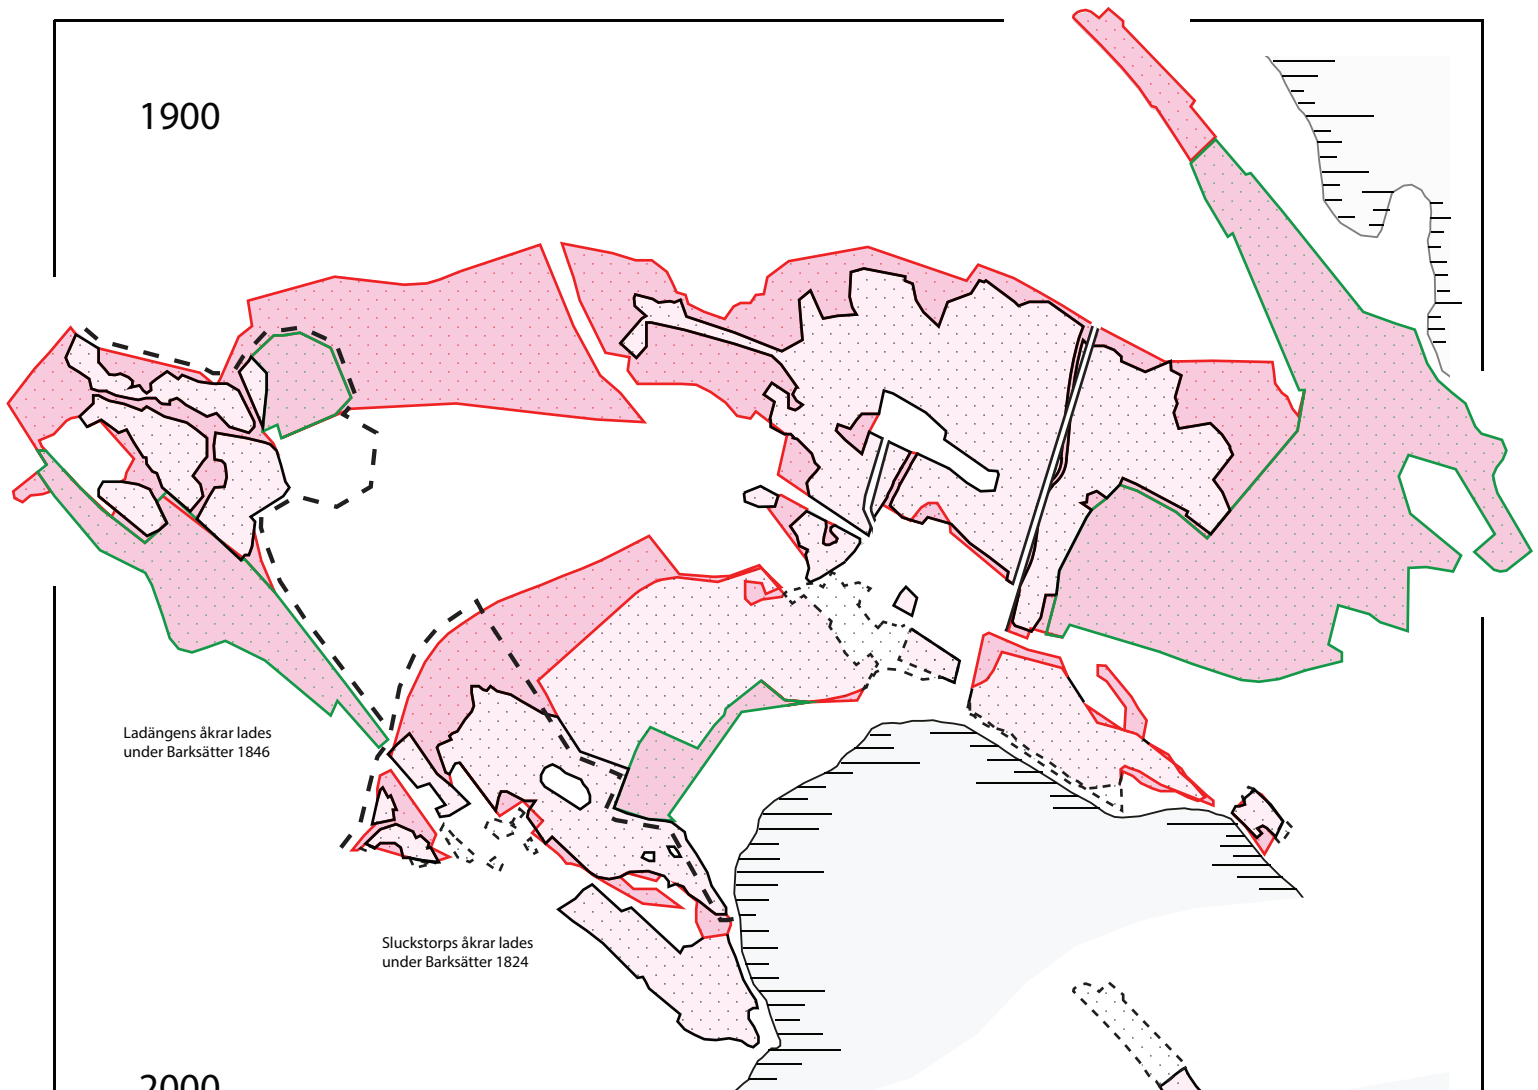 1900
Ladängens åkrar lades
under Barksätter 1846
Sluckstorps åkrar lades
under Barksätter 1824
2000